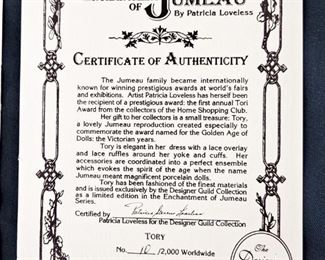 OF JUMEAU
By Patricia Loveless
CERTIFICATE OF AUTHENTICITY
The Jumeau family became internationally
known for winning prestigious awards at world's fairs
and exhibitions. Artist Patricia Loveless has herself been
the recipient of a prestigious award: the first annual Tori
Award from the collectors of the Home Shopping Club.
Her gift to her collectors is a small treasure; Tory,
a lovely Jumeau reproduction created especially to
commemorate the award named for the Golden Age of
Dolls: the Victorian years.
Tory is elegant in her dress with a lace overlay
and lace ruffles around her yoke and cuffs. Her
accessories are coordinated into a perfect ensemble
which evokes the spirit of the age when the name
Jumeau meant magnificent porcelain dolls.
Tory has been fashioned of the finest materials
and is issued exclusively by the Designer Guild Collection
as a limited edition in the Enchantment of Jumeau
Series.
Certified by Patricia Loveless
Patricia Loveless for the Designer Guild Collection
TORY
No. 10 /2,000 Worldwide
The